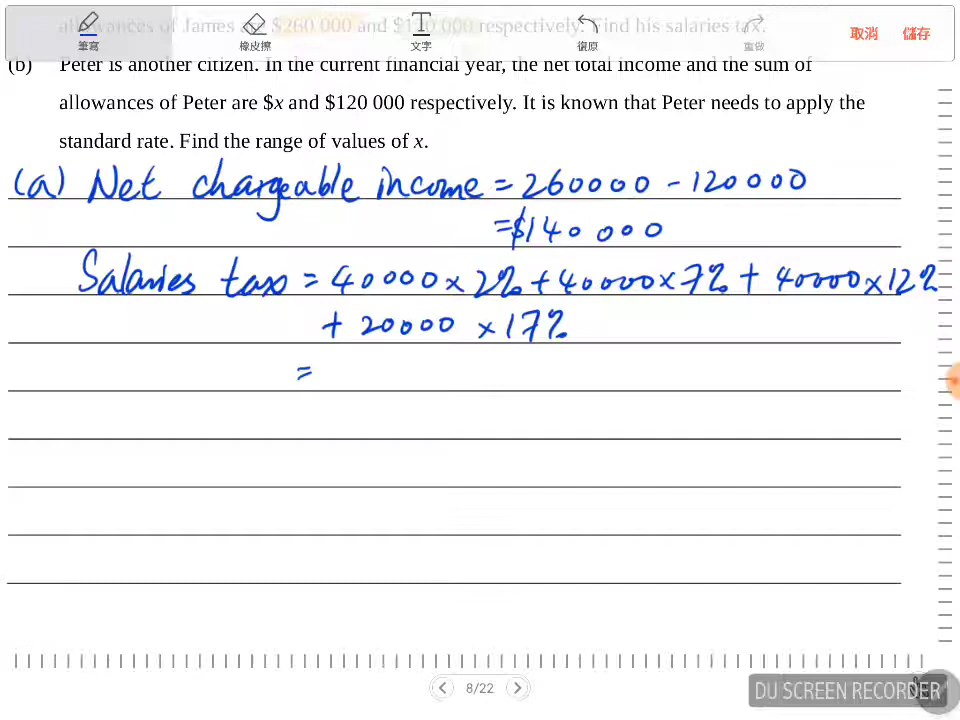 allowances of James are $260 000 and $120 000 respectively. Find his salaries tax.
筆寫 橡皮擦 文字 復原 重做 取消 儲存
(b) Peter is another citizen. In the current financial year, the net total income and the sum of
allowances of Peter are $x and $120 000 respectively. It is known that Peter needs to apply the
standard rate. Find the range of values of x.
(a) Net chargeable income = 260000 - 120000
= $140000
Salaries tax = 40000 × 2% + 40000 × 7% + 40000 × 12%
+ 20000 × 17%
=
8/22
DU SCREEN RECORDER